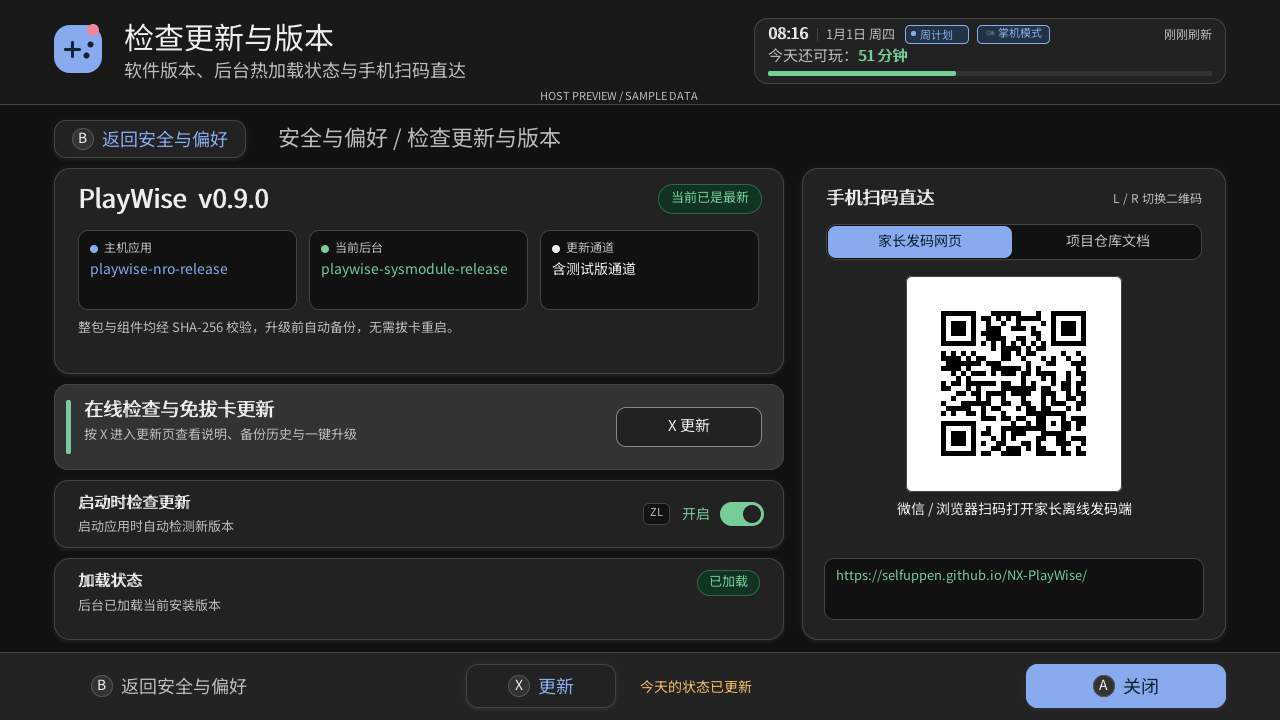 检查更新与版本
软件版本、后台热加载状态与手机扫码直达
08:16 1月1日 周四 周计划 掌机模式 刚刚刷新
今天还可玩：51 分钟
HOST PREVIEW / SAMPLE DATA
B 返回安全与偏好 安全与偏好 / 检查更新与版本
PlayWise v0.9.0 当前已是最新
主机应用
playwise-nro-release
当前后台
playwise-sysmodule-release
更新通道
含测试版通道
整包与组件均经 SHA-256 校验，升级前自动备份，无需拔卡重启。
在线检查与免拔卡更新
按 X 进入更新页查看说明、备份历史与一键升级
X 更新
启动时检查更新
启动应用时自动检测新版本
ZL 开启
加载状态
后台已加载当前安装版本
已加载
手机扫码直达 L / R 切换二维码
家长发码网页 项目仓库文档
微信 / 浏览器扫码打开家长离线发码端
https://selfuppen.github.io/NX-PlayWise/
B 返回安全与偏好 X 更新 今天的状态已更新 A 关闭